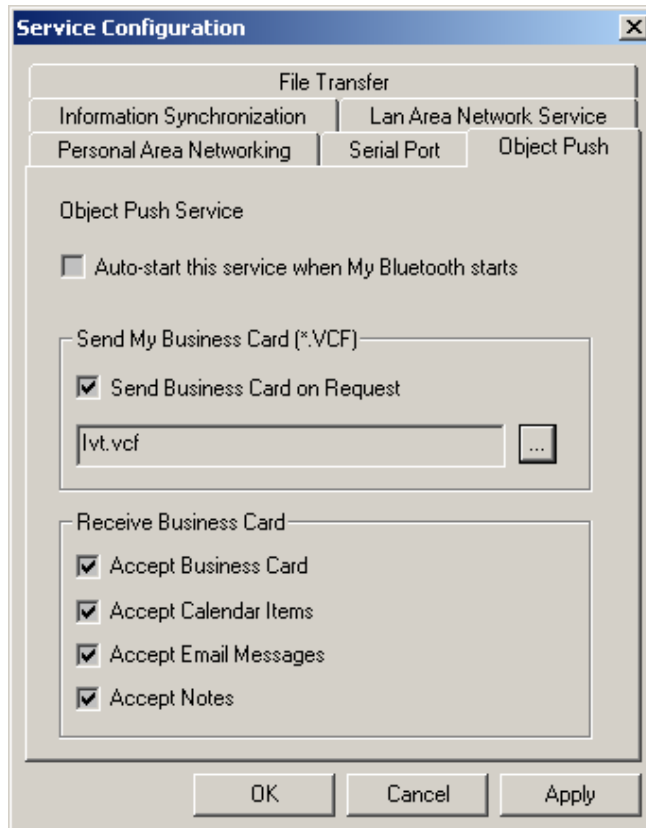 Service Configuration
File Transfer
Information Synchronization
Lan Area Network Service
Personal Area Networking
Serial Port
Object Push
Object Push Service
Auto-start this service when My Bluetooth starts
Send My Business Card (*.VCF)
Send Business Card on Request
Ivt.vcf
...
Receive Business Card
Accept Business Card
Accept Calendar Items
Accept Email Messages
Accept Notes
OK
Cancel
Apply